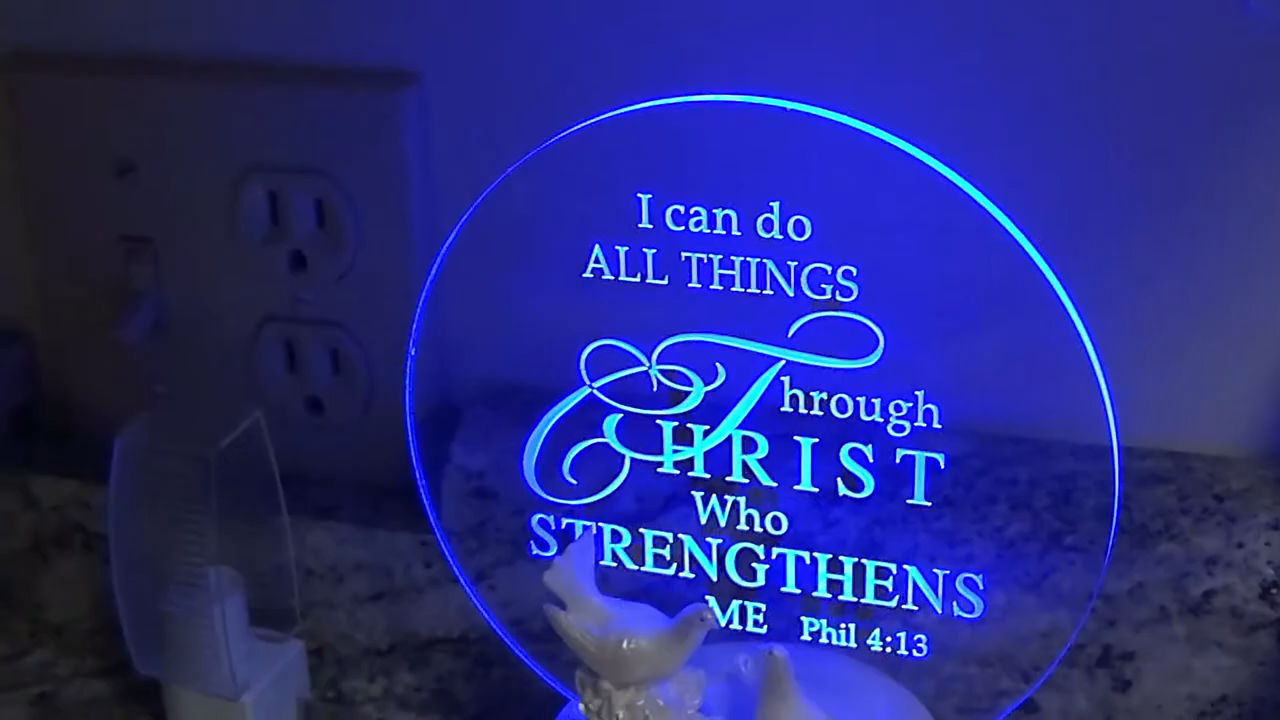 I can do
ALL THINGS
Through
CHRIST
Who
STRENGTHENS
ME Phil 4:13